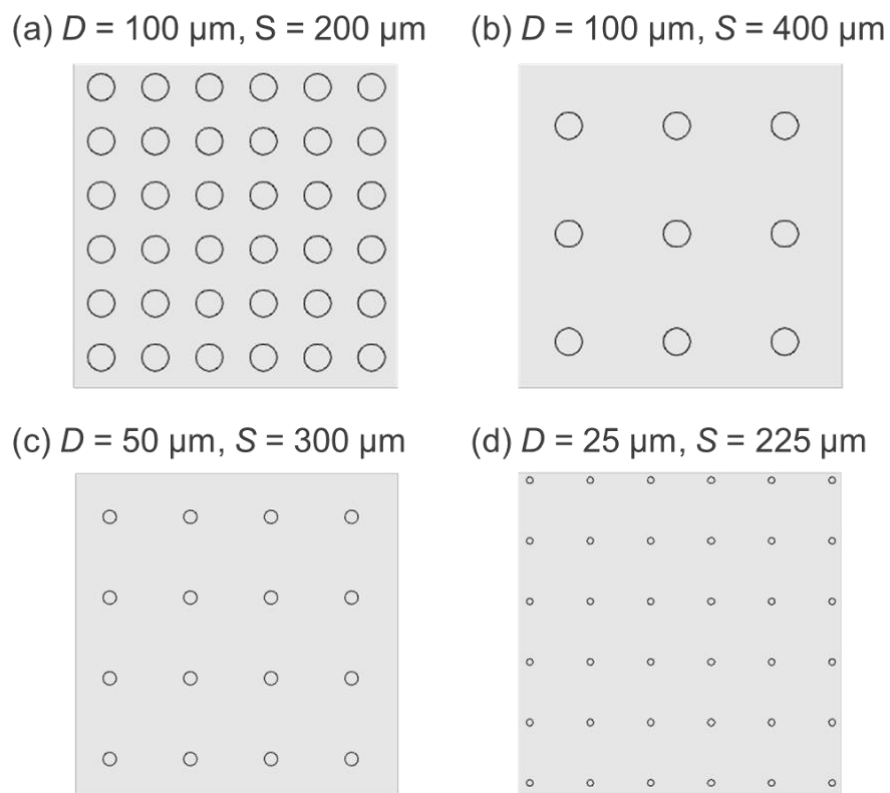 (a) D = 100 μm, S = 200 μm
(b) D = 100 μm, S = 400 μm
(c) D = 50 μm, S = 300 μm
(d) D = 25 μm, S = 225 μm